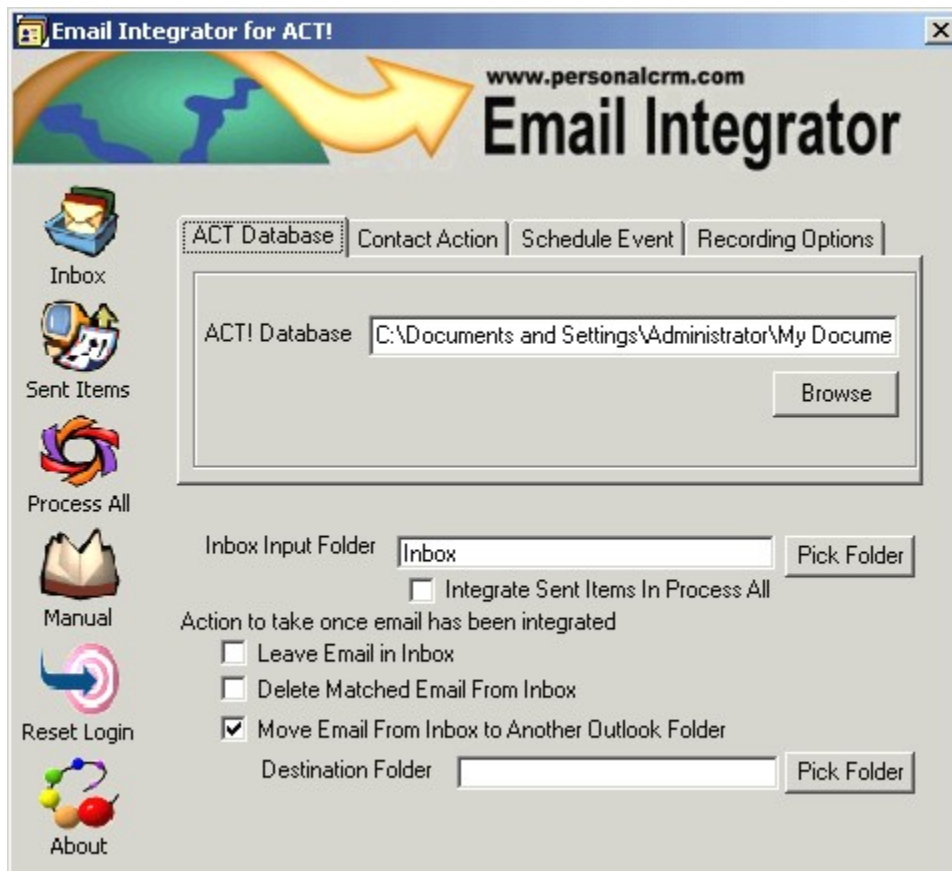 Email Integrator for ACT!
www.personalcrm.com
Email Integrator
Inbox
Sent Items
Process All
Manual
Reset Login
About
ACT Database
Contact Action
Schedule Event
Recording Options
ACT! Database
C:\Documents and Settings\Administrator\My Docume
Browse
Inbox Input Folder
Inbox
Pick Folder
Integrate Sent Items In Process All
Action to take once email has been integrated
Leave Email in Inbox
Delete Matched Email From Inbox
Move Email From Inbox to Another Outlook Folder
Destination Folder
Pick Folder